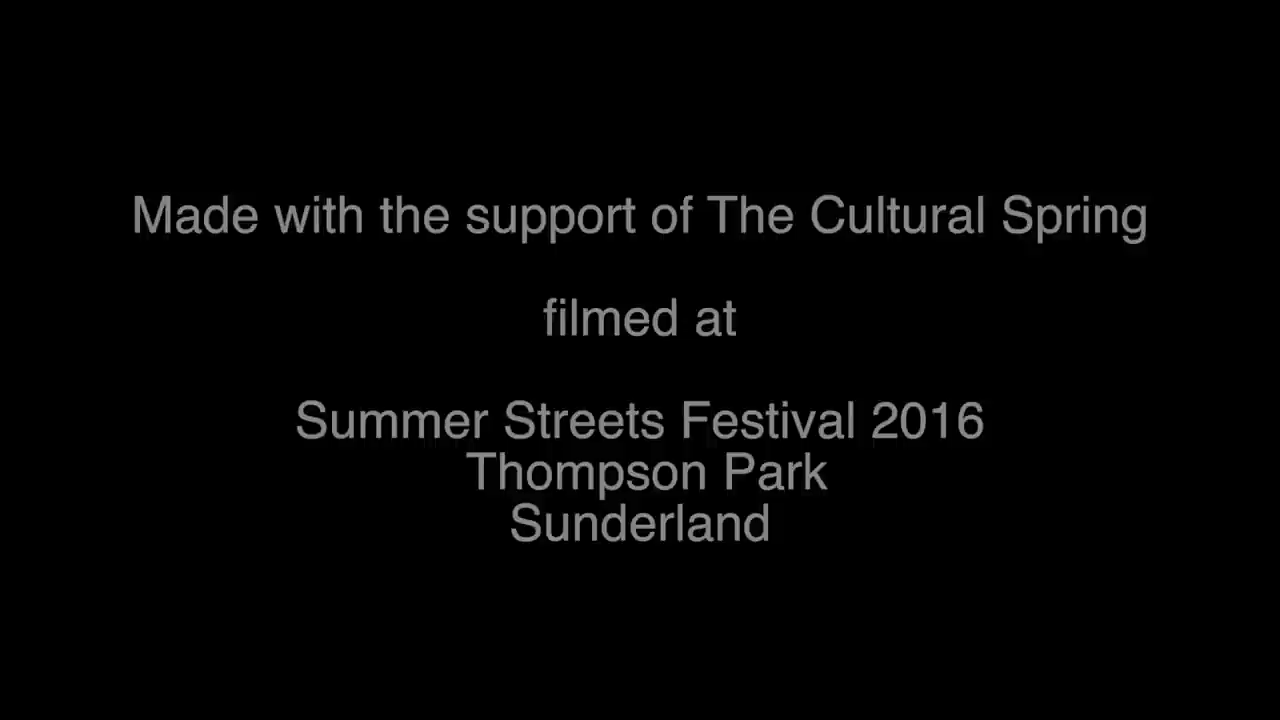 Made with the support of The Cultural Spring
filmed at
Summer Streets Festival 2016
Thompson Park
Sunderland